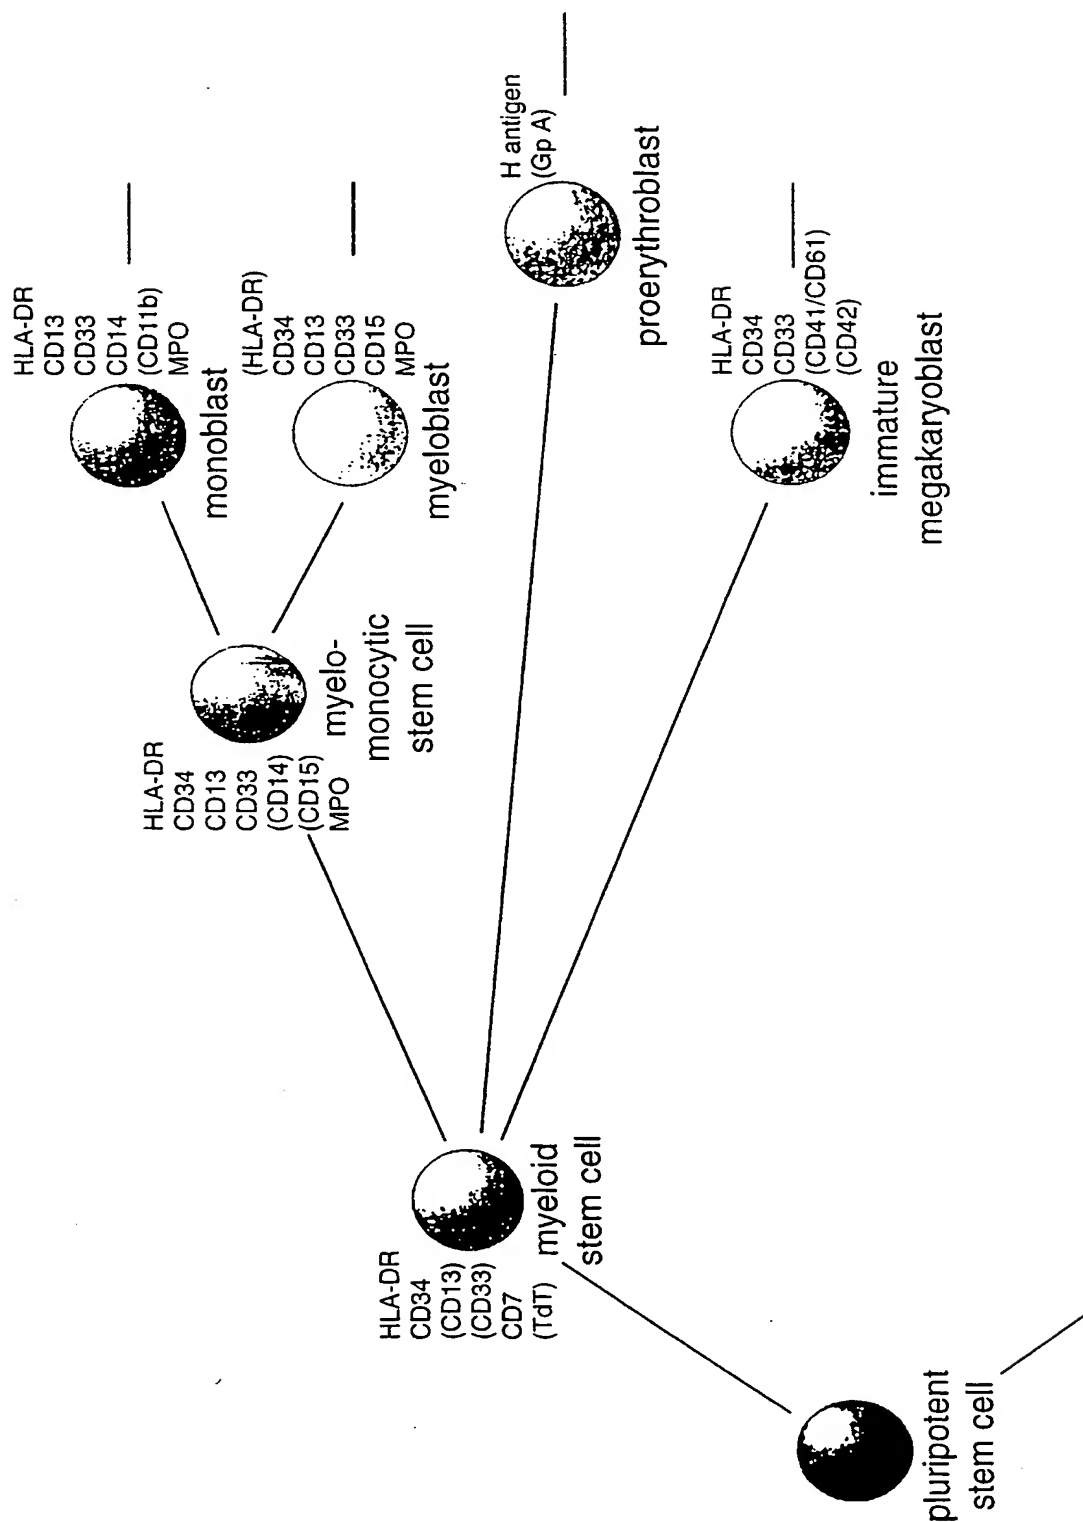 HLA-DR
CD13
CD33
CD14
(CD11b)
MPO
monoblast
(HLA-DR)
CD34
CD13
CD33
CD15
MPO
myeloblast
HLA-DR
CD34
CD13
CD33
(CD14)
(CD15)
MPO
myelo-
monocytic
stem cell
H antigen
(Gp A)
proerythroblast
HLA-DR
CD34
CD33
(CD41/CD61)
(CD42)
immature
megakaryoblast
HLA-DR
CD34
(CD13)
(CD33)
CD7
(TdT)
myeloid
stem cell
pluripotent
stem cell